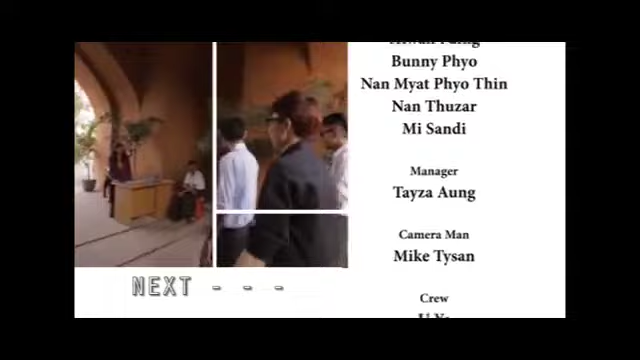 Bunny Phyo
Nan Myat Phyo Thin
Nan Thuzar
Mi Sandi
Manager
Tayza Aung
Camera Man
Mike Tysan
Crew
NEXT - - -